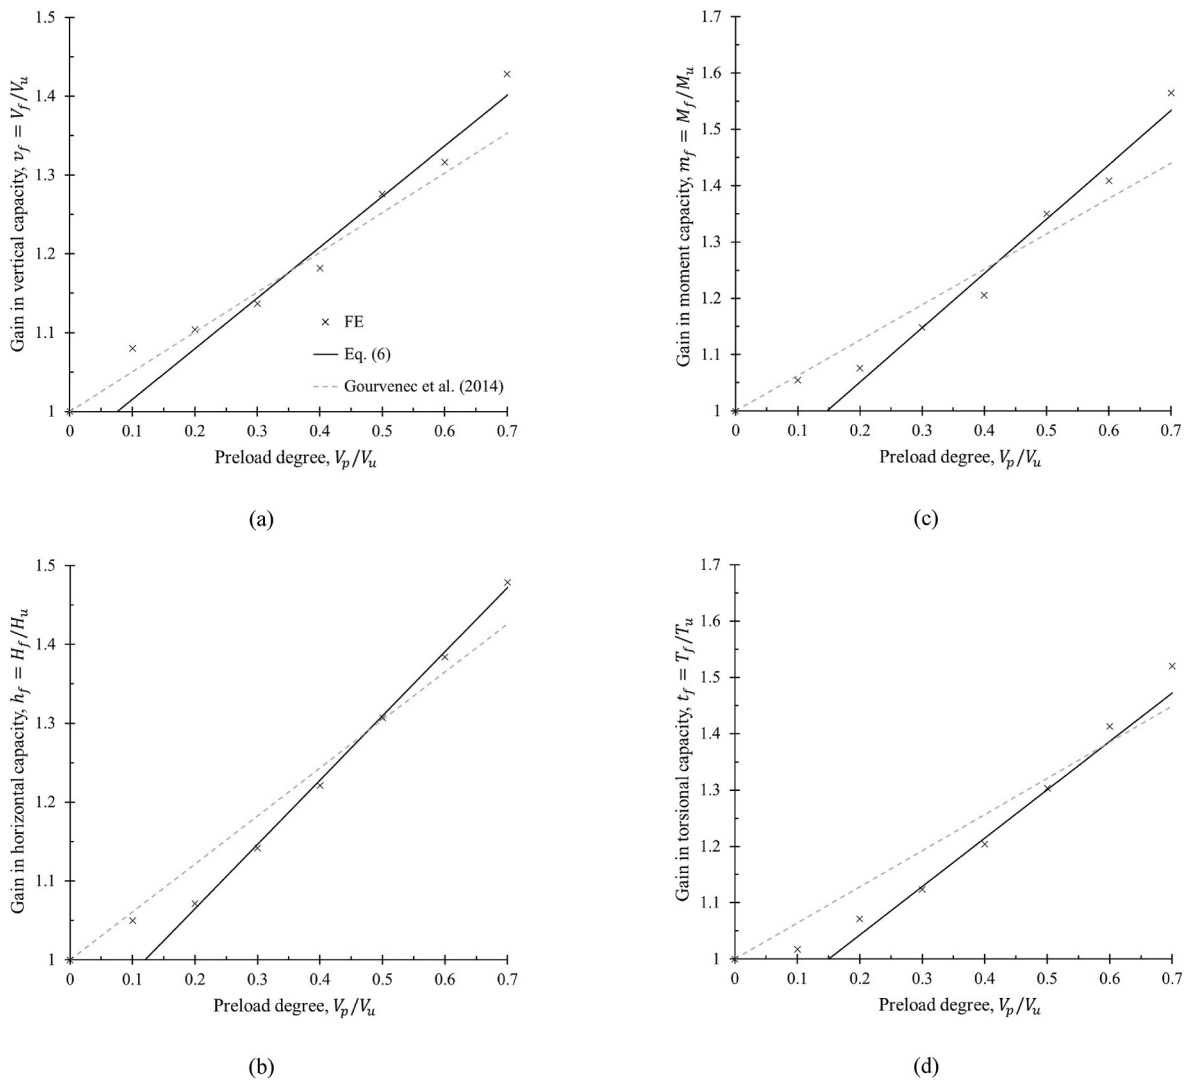 Gain in vertical capacity, v_f = V_f/V_u
1.5
1.4
1.3
1.2
1.1
1
0 0.1 0.2 0.3 0.4 0.5 0.6 0.7
Preload degree, V_p/V_u
FE
Eq. (6)
Gourvenec et al. (2014)
(a)
Gain in moment capacity, m_f = M_f/M_u
1.7
1.6
1.5
1.4
1.3
1.2
1.1
1
0 0.1 0.2 0.3 0.4 0.5 0.6 0.7
Preload degree, V_p/V_u
(c)
Gain in horizontal capacity, h_f = H_f/H_u
1.5
1.4
1.3
1.2
1.1
1
0 0.1 0.2 0.3 0.4 0.5 0.6 0.7
Preload degree, V_p/V_u
(b)
Gain in torsional capacity, t_f = T_f/T_u
1.7
1.6
1.5
1.4
1.3
1.2
1.1
1
0 0.1 0.2 0.3 0.4 0.5 0.6 0.7
Preload degree, V_p/V_u
(d)